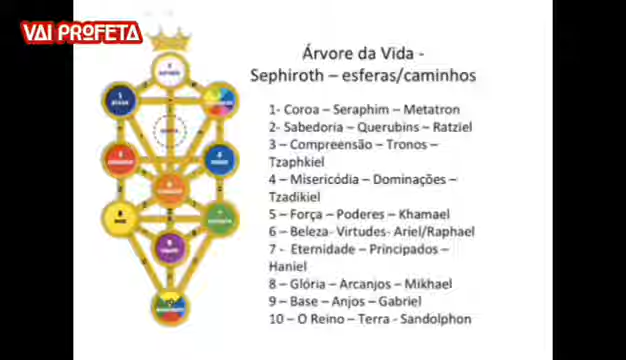 VAI PROFETA
Árvore da Vida -
Sephiroth – esferas/caminhos
1- Coroa – Seraphim – Metatron
2- Sabedoria – Querubins – Ratziel
3 – Compreensão – Tronos –
Tzaphkiel
4 – Misericódia – Dominações –
Tzadikiel
5 – Força – Poderes – Khamael
6 – Beleza- Virtudes- Ariel/Raphael
7 - Eternidade – Principados –
Haniel
8 – Glória – Arcanjos – Mikhael
9 – Base – Anjos – Gabriel
10 – O Reino – Terra - Sandolphon